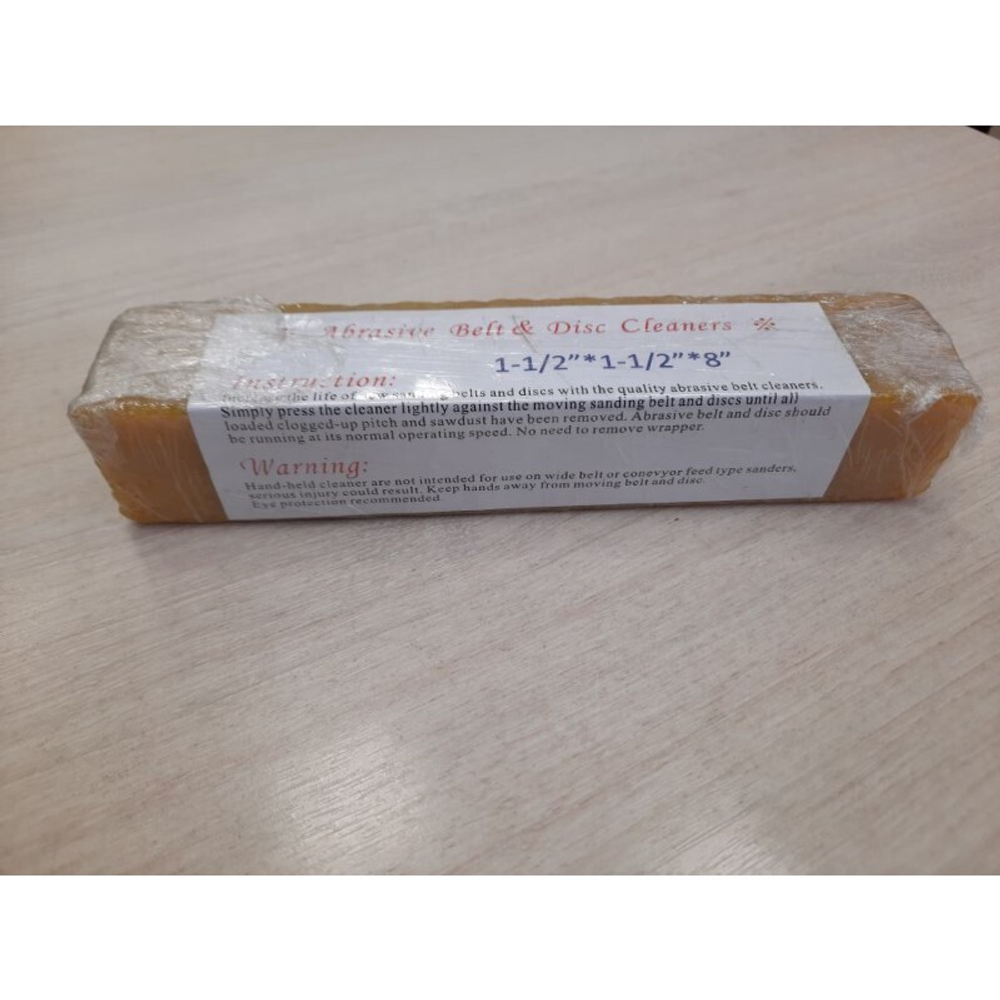 Abrasive Belt & Disc Cleaners
1-1/2”*1-1/2”*8”
Instruction:
the life of new sanding belts and discs with the quality abrasive belt cleaners.
Simply press the cleaner lightly against the moving sanding belt and discs until all
loaded clogged-up pitch and sawdust have been removed. Abrasive belt and disc should
be running at its normal operating speed. No need to remove wrapper.
Warning:
Hand-held cleaner are not intended for use on wide belt or conevyor feed type sanders,
serious injury could result. Keep hands away from moving belt and disc.
Eye protection recommended